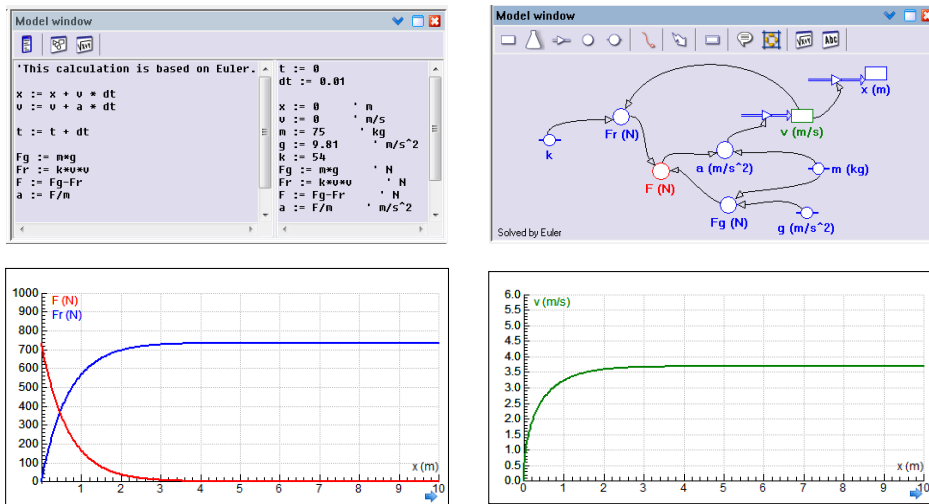 Model window
'This calculation is based on Euler.
x := x + v * dt
v := v + a * dt
t := t + dt
Fg := m*g
Fr := k*v*v
F := Fg-Fr
a := F/m
t := 0
dt := 0.01
x := 0 ' m
v := 0 ' m/s
m := 75 ' kg
g := 9.81 ' m/s^2
k := 54
Fg := m*g ' N
Fr := k*v*v ' N
F := Fg-Fr ' N
a := F/m ' m/s^2
Model window
Abc
x (m)
v (m/s)
Fr (N)
k
a (m/s^2)
m (kg)
F (N)
Fg (N)
g (m/s^2)
Solved by Euler
1000
900
800
700
600
500
400
300
200
100
0
F (N)
Fr (N)
x (m)
1 2 3 4 5 6 7 8 9 10
6.0
5.5
5.0
4.5
4.0
3.5
3.0
2.5
2.0
1.5
1.0
0.5
0.0
v (m/s)
x (m)
0 1 2 3 4 5 6 7 8 9 10